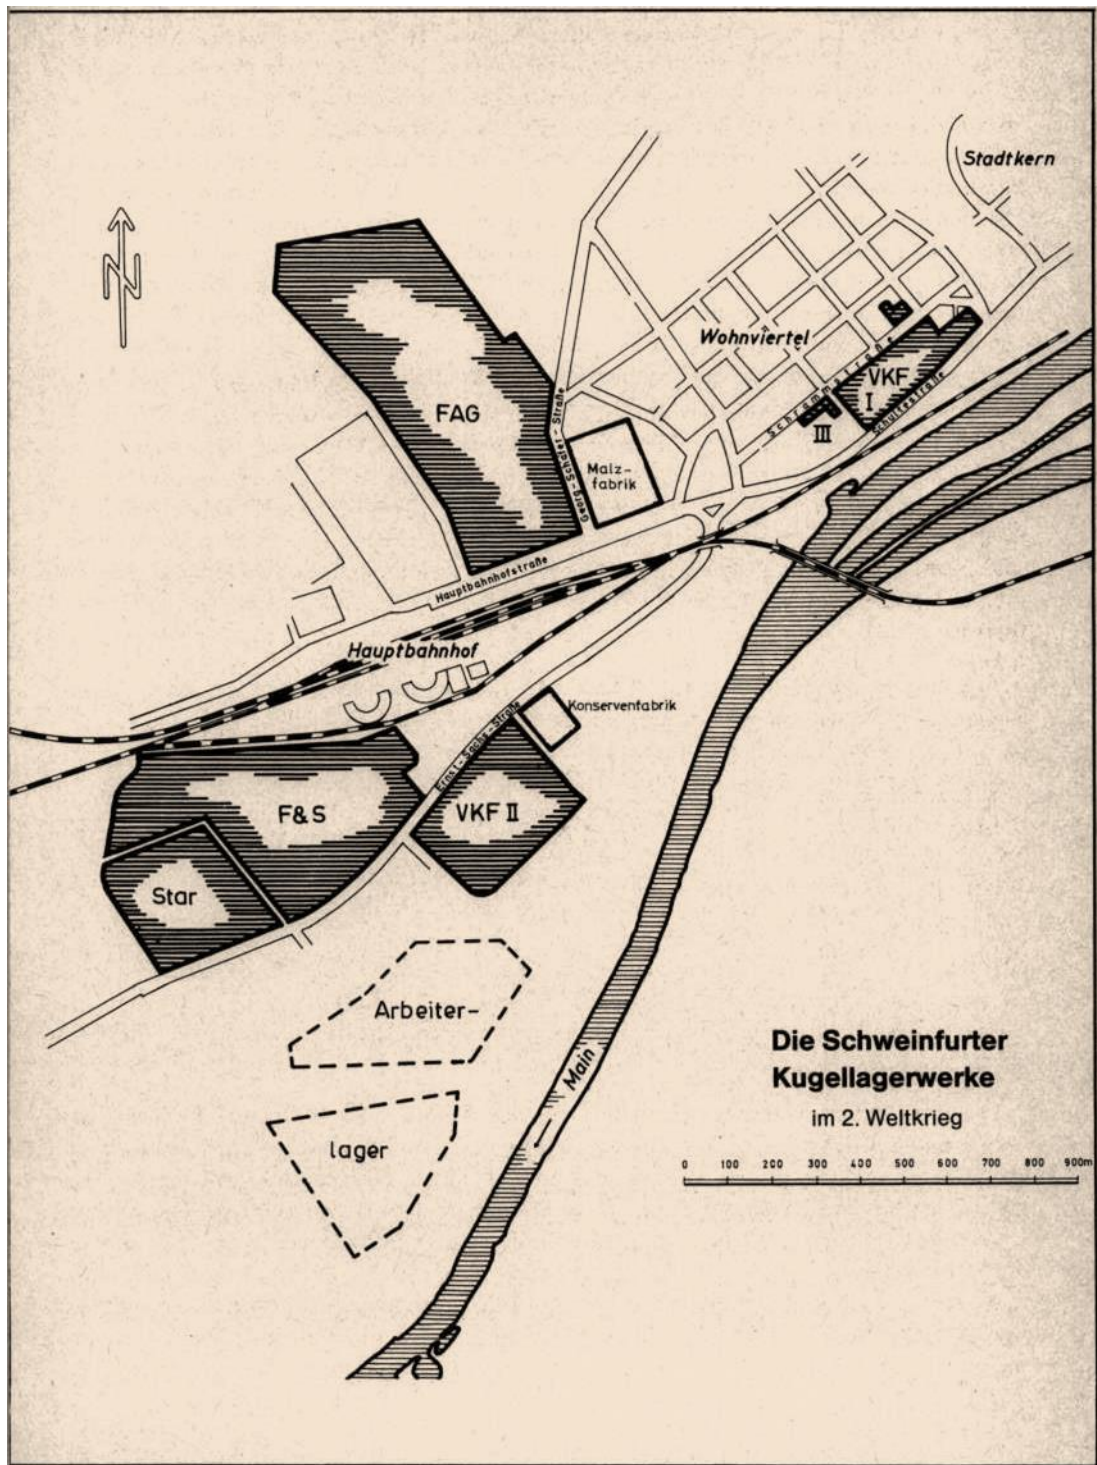 Stadtkern
N
Wohnviertel
FAG
VKF
I
Schrammstraße
Schultesstraße
III
Georg-Schäfer-Straße
Malz-
fabrik
Hauptbahnhofstraße
Hauptbahnhof
Konservenfabrik
Ernst-Sachs-Straße
F&S
VKF II
Star
Arbeiter-
lager
Main
Die Schweinfurter
Kugellagerwerke
im 2. Weltkrieg
0 100 200 300 400 500 600 700 800 900m